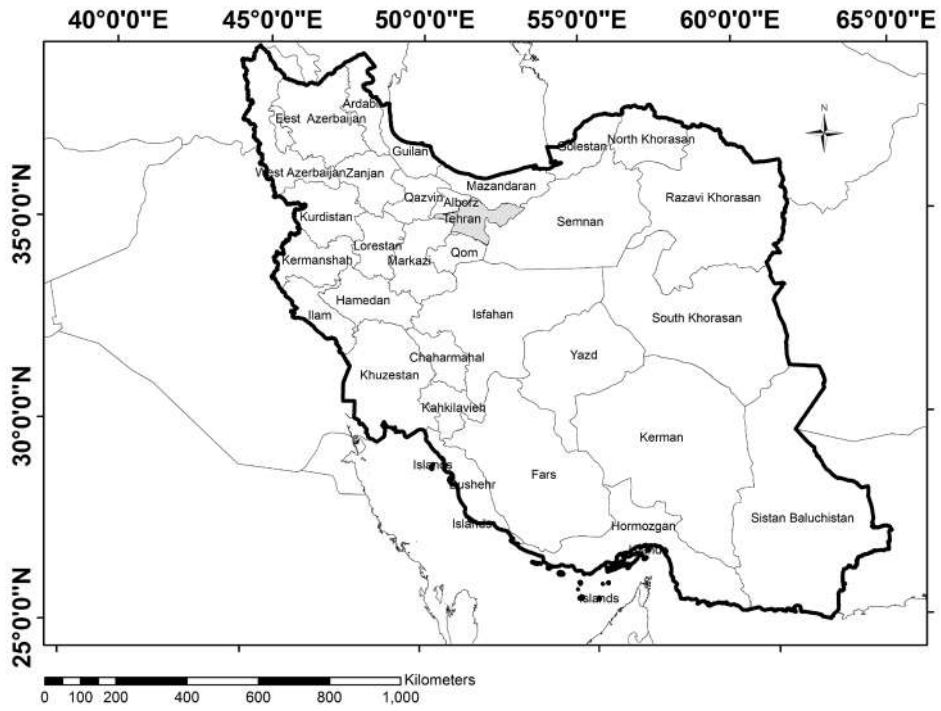 40°0'0"E 45°0'0"E 50°0'0"E 55°0'0"E 60°0'0"E 65°0'0"E
N
Ardabil
Eest Azerbaijan
North Khorasan
Golestan
Guilan
West Azerbaijan Zanjan
Mazandaran
Qazvin
Alborz
Razavi Khorasan
35°0'0"N
Kurdistan
Tehran
Semnan
Lorestan
Qom
Kermanshah
Markazi
Hamedan
Ilam
Isfahan
South Khorasan
Chaharmahal
Yazd
Khuzestan
30°0'0"N
Kahkilavieh
Kerman
Islands
Fars
Bushehr
Islands
Hormozgan
Sistan Baluchistan
Islands
25°0'0"N
Kilometers
0 100 200 400 600 800 1,000